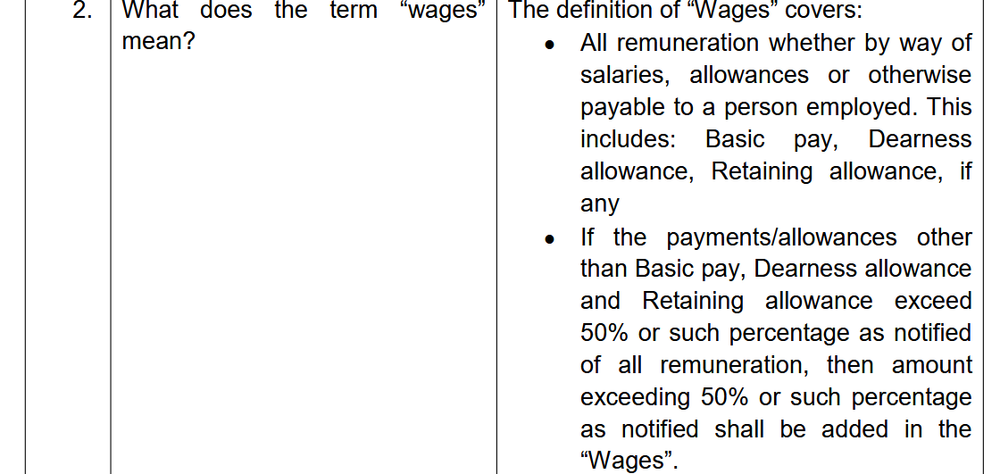 2.
What does the term “wages”
mean?
The definition of “Wages” covers:
• All remuneration whether by way of
salaries, allowances or otherwise
payable to a person employed. This
includes: Basic pay, Dearness
allowance, Retaining allowance, if
any
• If the payments/allowances other
than Basic pay, Dearness allowance
and Retaining allowance exceed
50% or such percentage as notified
of all remuneration, then amount
exceeding 50% or such percentage
as notified shall be added in the
“Wages”.